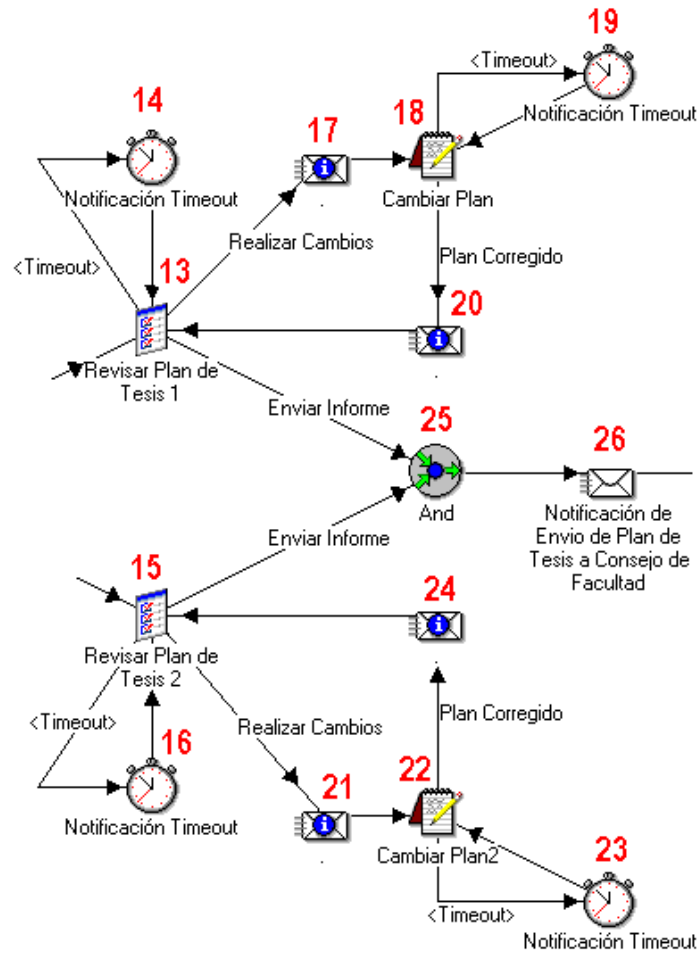 19
<Timeout>
14
17
18
Notificación Timeout
Notificación Timeout
.
Cambiar Plan
Realizar Cambios
Plan Corregido
<Timeout>
13
20
Revisar Plan de
Tesis 1
.
Enviar Informe
25
26
And
Notificación de
Envio de Plan de
Tesis a Consejo de
Facultad
Enviar Informe
15
24
Revisar Plan de
Tesis 2
.
<Timeout>
Realizar Cambios
Plan Corregido
16
21
22
Notificación Timeout
.
Cambiar Plan2
23
<Timeout>
Notificación Timeout